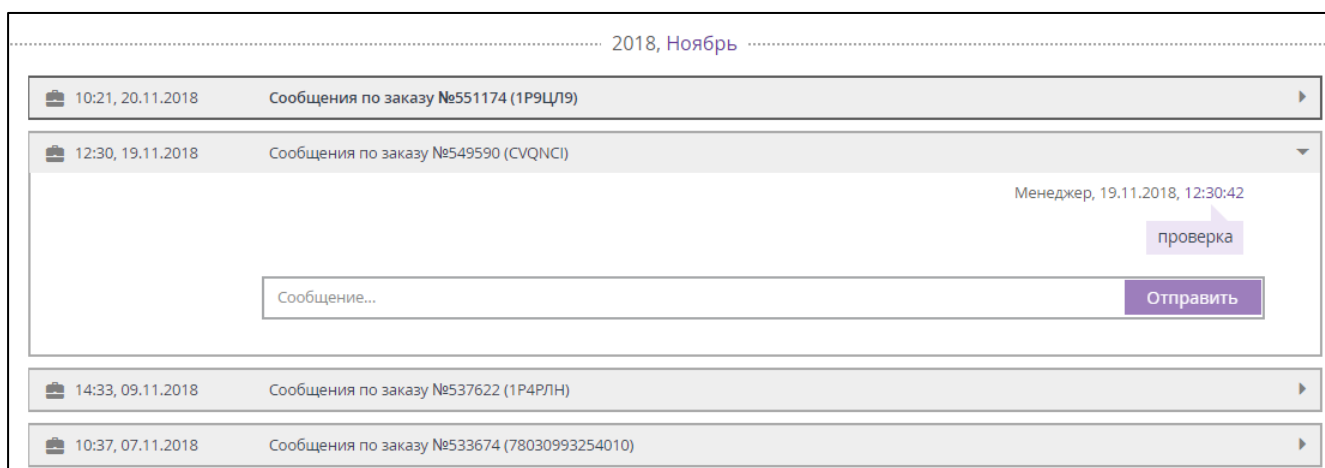 2018, Ноябрь
10:21, 20.11.2018 Сообщения по заказу №551174 (1Р9ЦЛ9)
12:30, 19.11.2018 Сообщения по заказу №549590 (CVQNCI)
Менеджер, 19.11.2018, 12:30:42
проверка
Сообщение... Отправить
14:33, 09.11.2018 Сообщения по заказу №537622 (1Р4РЛН)
10:37, 07.11.2018 Сообщения по заказу №533674 (78030993254010)